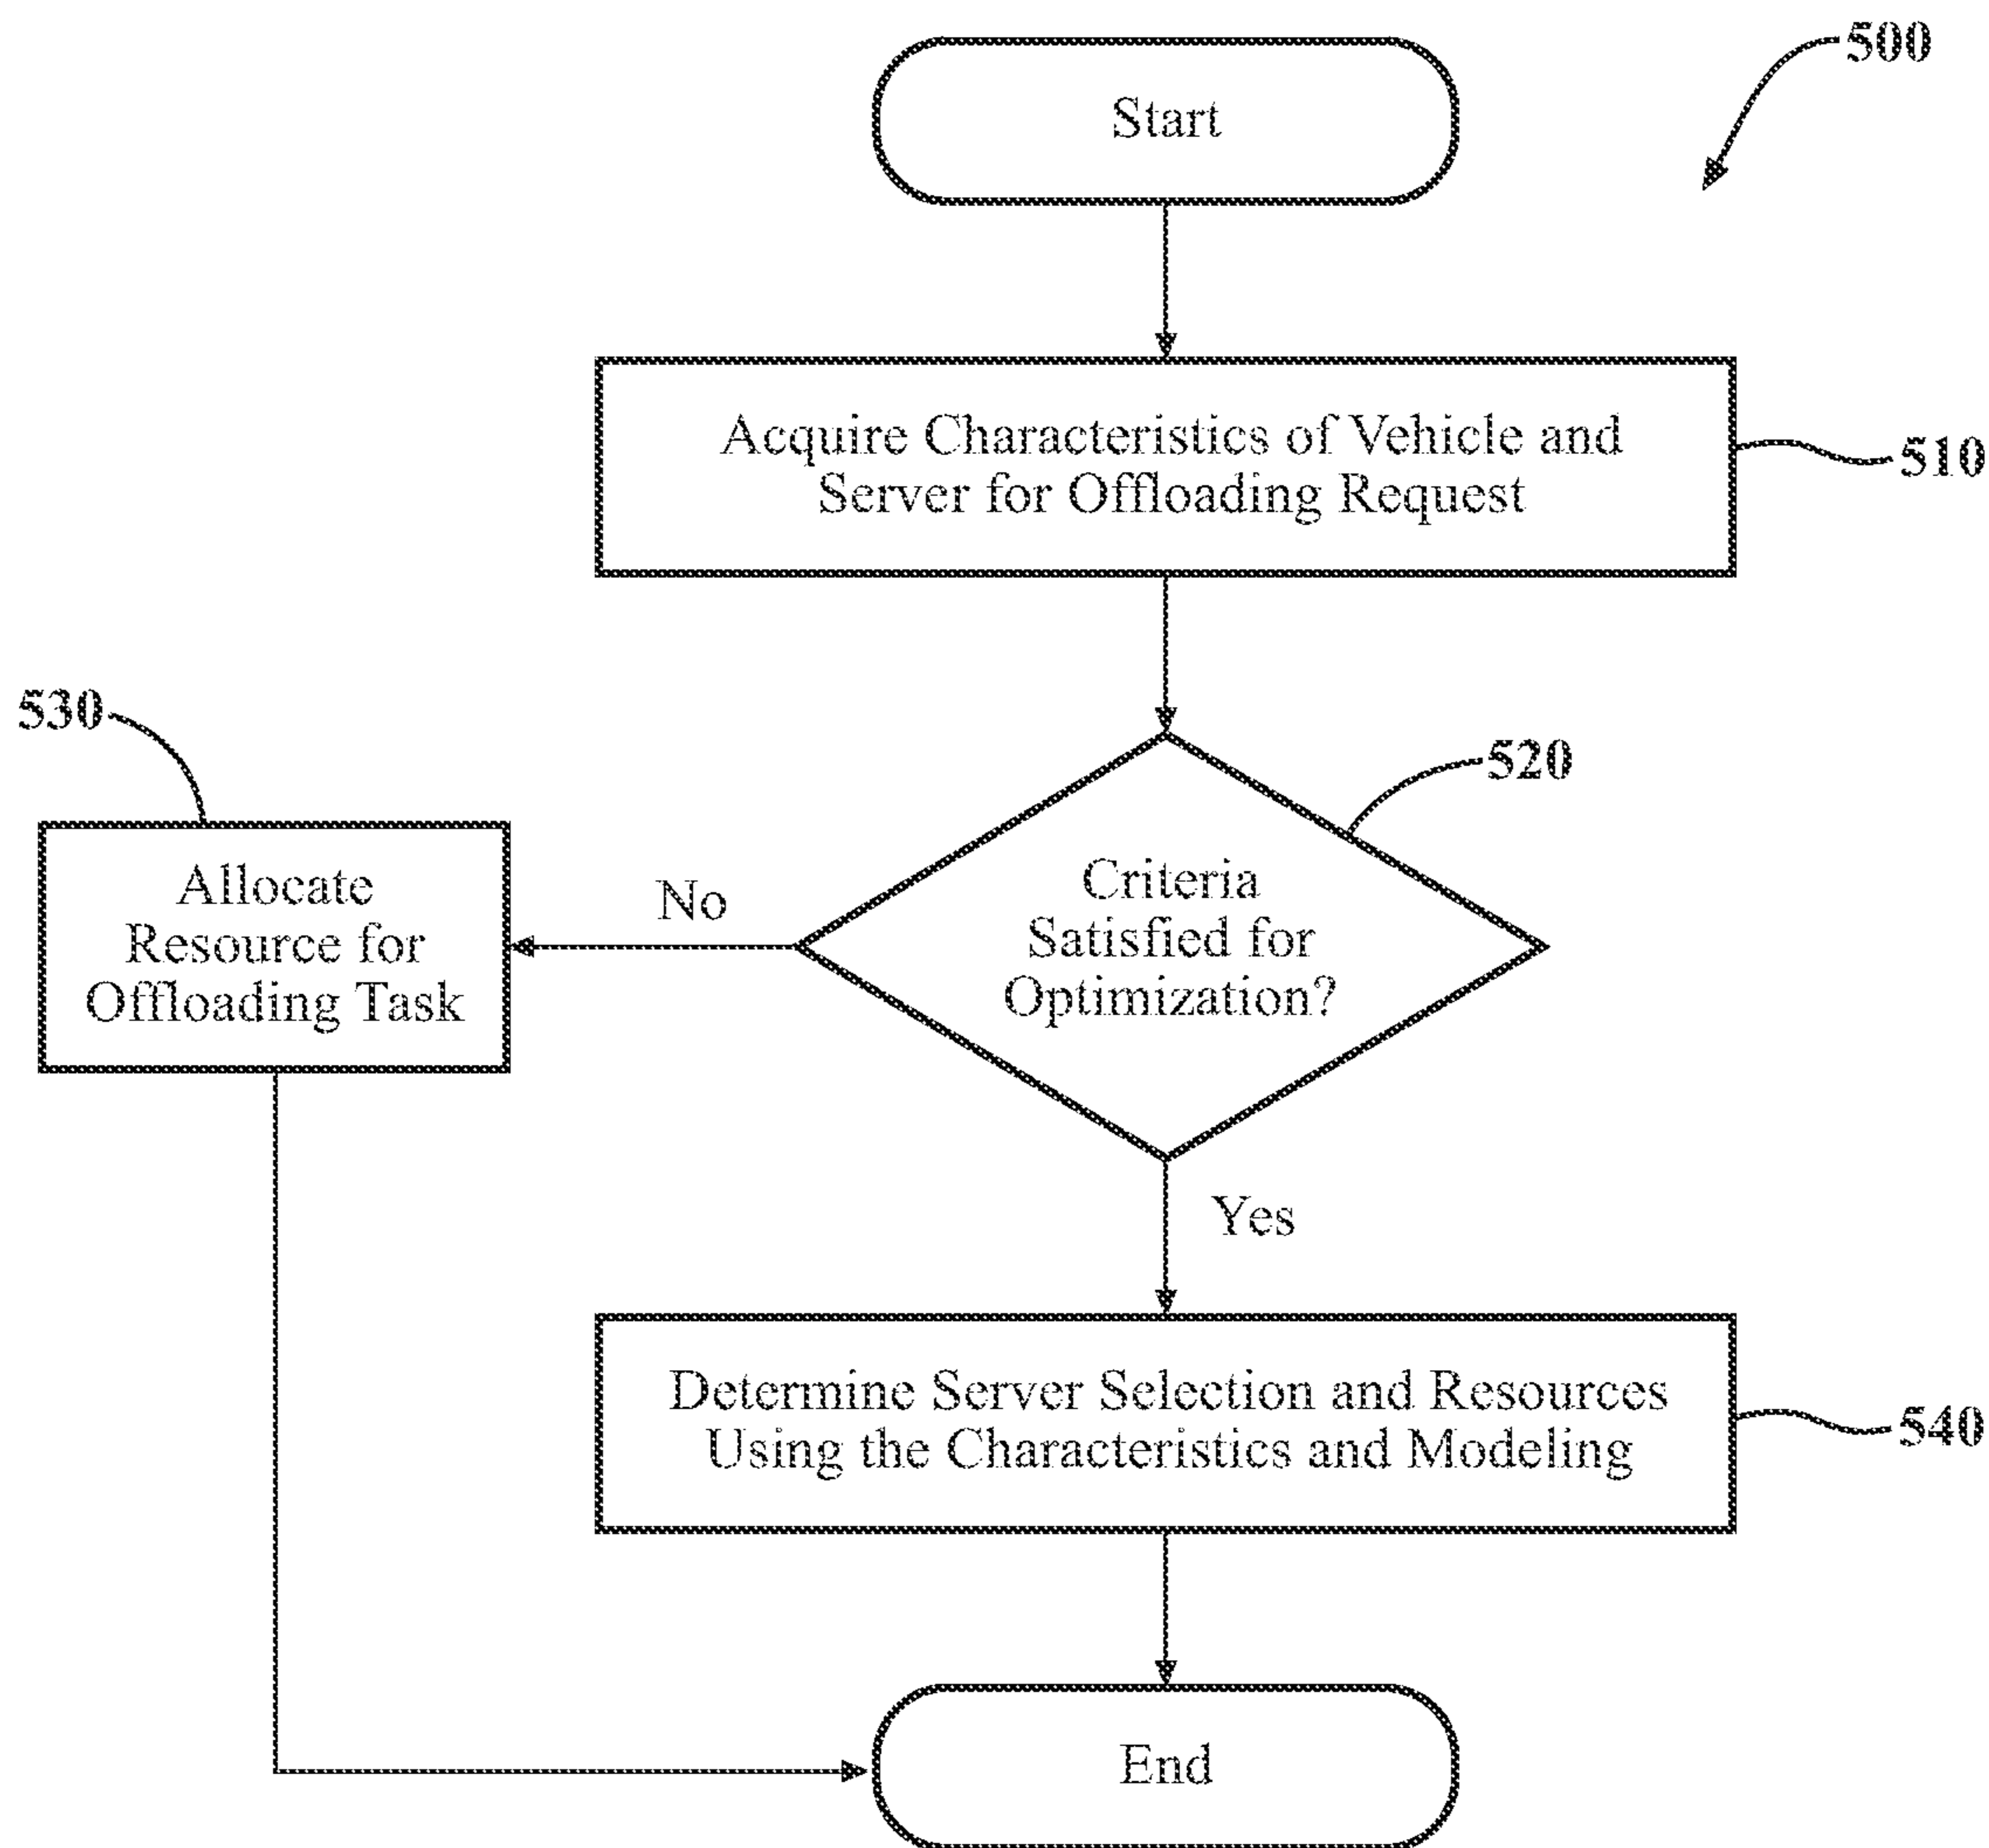 500
Start
Acquire Characteristics of Vehicle and
Server for Offloading Request
510
530
520
Allocate
Resource for
Offloading Task
No
Criteria
Satisfied for
Optimization?
Yes
Determine Server Selection and Resources
Using the Characteristics and Modeling
540
End